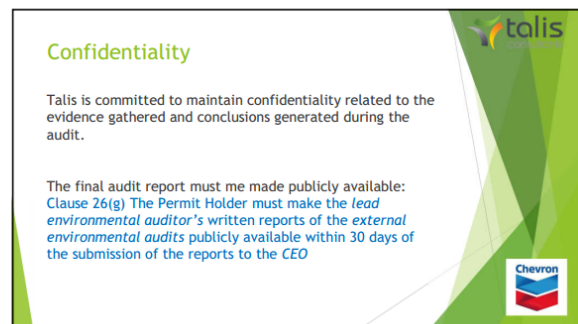 talis
Confidentiality
Talis is committed to maintain confidentiality related to the
evidence gathered and conclusions generated during the
audit.
The final audit report must me made publicly available:
Clause 26(g) The Permit Holder must make the lead
environmental auditor's written reports of the external
environmental audits publicly available within 30 days of
the submission of the reports to the CEO
Chevron